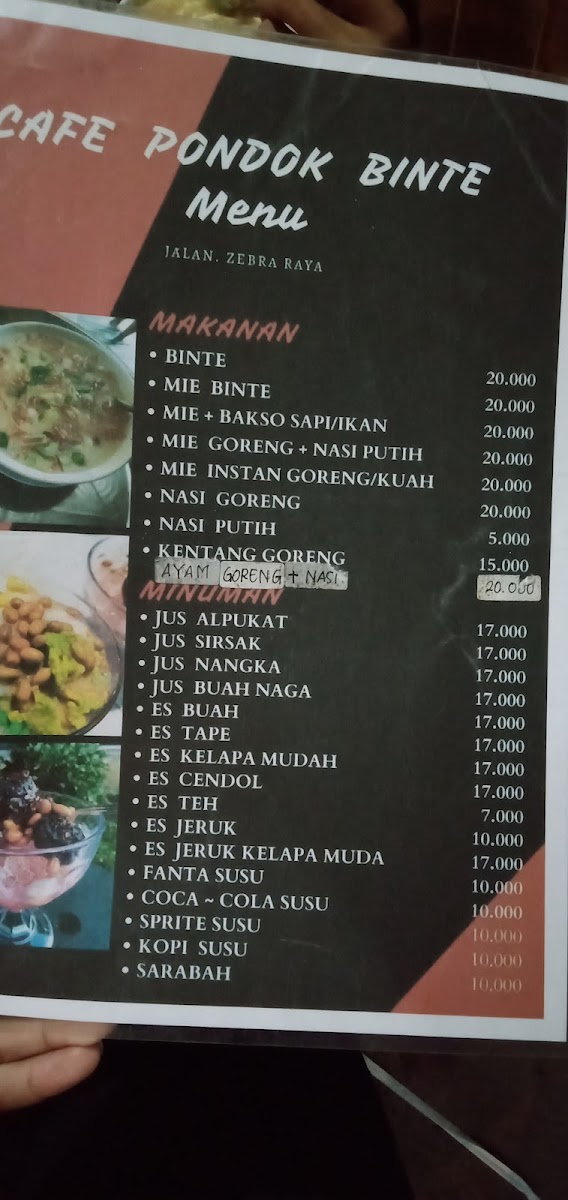 CAFE PONDOK BINTE
Menu
JALAN. ZEBRA RAYA
MAKANAN
• BINTE 20.000
• MIE BINTE 20.000
• MIE + BAKSO SAPI/IKAN 20.000
• MIE GORENG + NASI PUTIH 20.000
• MIE INSTAN GORENG/KUAH 20.000
• NASI GORENG 20.000
• NASI PUTIH 5.000
• KENTANG GORENG 15.000
AYAM GORENG + NASI 20.000
MINUMAN
• JUS ALPUKAT 17.000
• JUS SIRSAK 17.000
• JUS NANGKA 17.000
• JUS BUAH NAGA 17.000
• ES BUAH 17.000
• ES TAPE 17.000
• ES KELAPA MUDAH 17.000
• ES CENDOL 17.000
• ES TEH 7.000
• ES JERUK 10.000
• ES JERUK KELAPA MUDA 17.000
• FANTA SUSU 10.000
• COCA ~ COLA SUSU 10.000
• SPRITE SUSU 10.000
• KOPI SUSU 10.000
• SARABAH 10.000